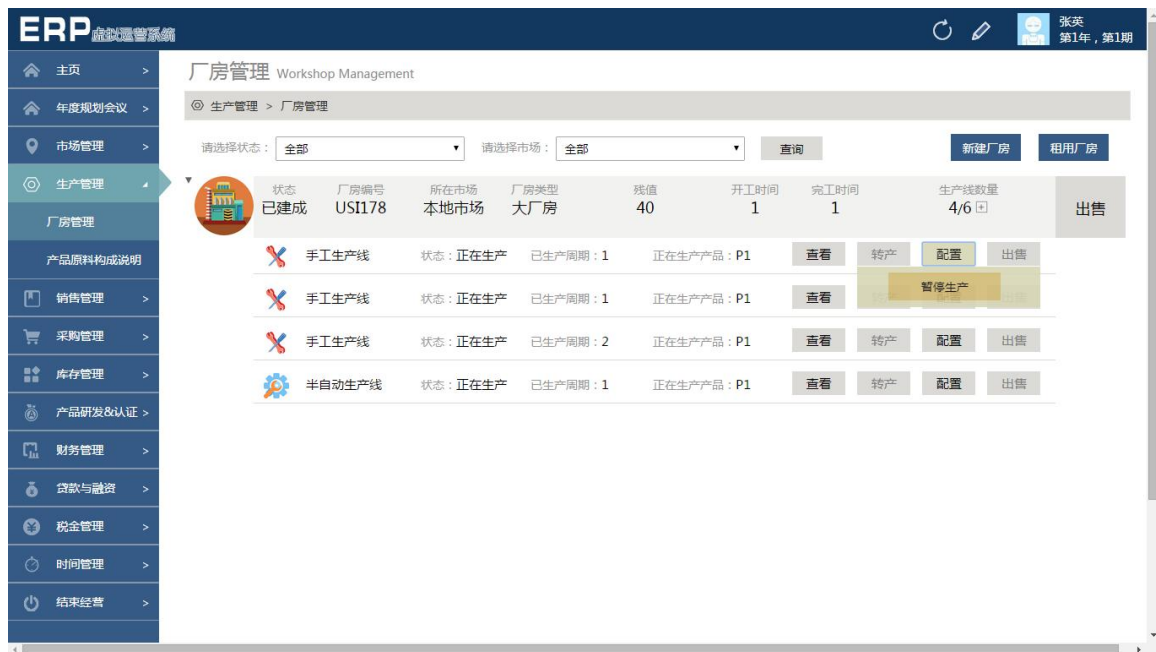 ERP虚拟运营系统
张英
第1年，第1期
主页 >
年度规划会议 >
市场管理 >
生产管理
厂房管理
产品原料构成说明
销售管理 >
采购管理 >
库存管理 >
产品研发&认证 >
财务管理 >
贷款与融资 >
税金管理 >
时间管理 >
结束经营 >
厂房管理 Workshop Management
生产管理 > 厂房管理
请选择状态： 全部 请选择市场： 全部 查询 新建厂房 租用厂房
状态 厂房编号 所在市场 厂房类型 残值 开工时间 完工时间 生产线数量
已建成 USI178 本地市场 大厂房 40 1 1 4/6 + 出售
手工生产线 状态：正在生产 已生产周期：1 正在生产产品：P1 查看 转产 配置 出售
暂停生产
手工生产线 状态：正在生产 已生产周期：1 正在生产产品：P1 查看
手工生产线 状态：正在生产 已生产周期：2 正在生产产品：P1 查看 转产 配置 出售
半自动生产线 状态：正在生产 已生产周期：1 正在生产产品：P1 查看 转产 配置 出售